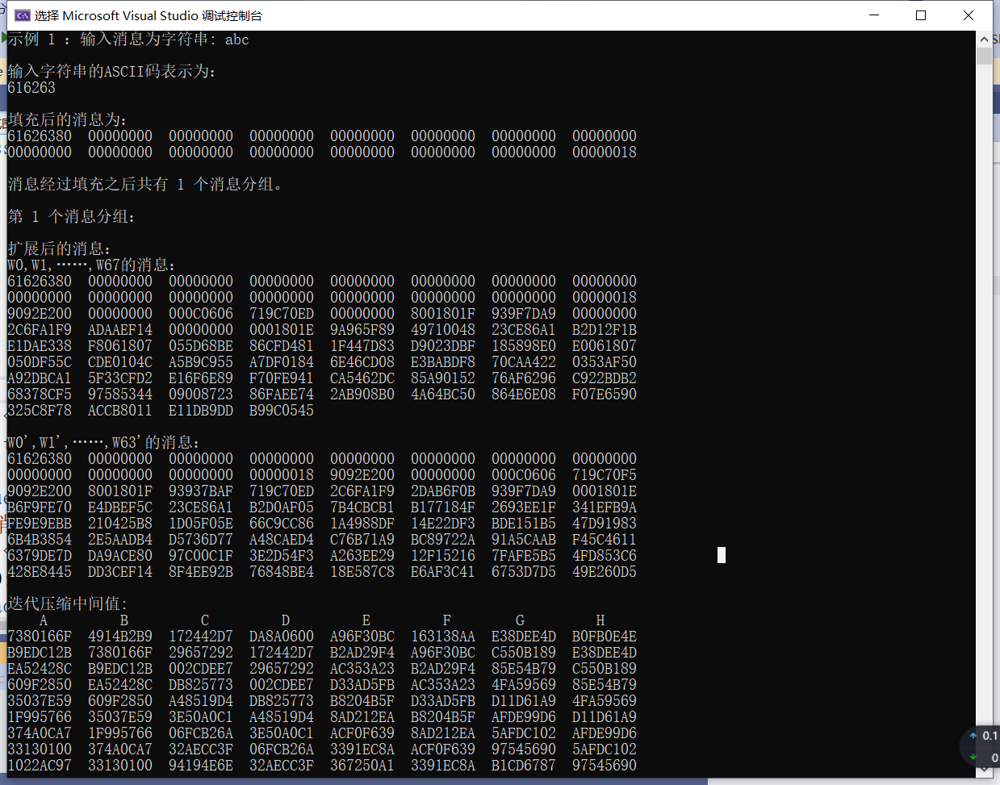 选择 Microsoft Visual Studio 调试控制台
示例 1 ：输入消息为字符串: abc
输入字符串的ASCII码表示为：
616263
填充后的消息为：
61626380 00000000 00000000 00000000 00000000 00000000 00000000 00000000
00000000 00000000 00000000 00000000 00000000 00000000 00000000 00000018
消息经过填充之后共有 1 个消息分组。
第 1 个消息分组：
扩展后的消息：
W0,W1,……,W67的消息：
61626380 00000000 00000000 00000000 00000000 00000000 00000000 00000000
00000000 00000000 00000000 00000000 00000000 00000000 00000000 00000018
9092E200 00000000 000C0606 719C70ED 00000000 8001801F 939F7DA9 00000000
2C6FA1F9 ADAAEF14 00000000 0001801E 9A965F89 49710048 23CE86A1 B2D12F1B
E1DAE338 F8061807 055D68BE 86CFD481 1F447D83 D9023DBF 185898E0 E0061807
050DF55C CDE0104C A5B9C955 A7DF0184 6E46CD08 E3BABDF8 70CAA422 0353AF50
A92DBCA1 5F33CFD2 E16F6E89 F70FE941 CA5462DC 85A90152 76AF6296 C922BDB2
68378CF5 97585344 09008723 86FAEE74 2AB908B0 4A64BC50 864E6E08 F07E6590
325C8F78 ACCB8011 E11DB9DD B99C0545
W0',W1',……,W63'的消息：
61626380 00000000 00000000 00000000 00000000 00000000 00000000 00000000
00000000 00000000 00000000 00000018 9092E200 00000000 000C0606 719C70F5
9092E200 8001801F 93937BAF 719C70ED 2C6FA1F9 2DAB6F0B 939F7DA9 0001801E
B6F9FE70 E4DBEF5C 23CE86A1 B2D0AF05 7B4CBCB1 B177184F 2693EE1F 341EFB9A
FE9E9EBB 210425B8 1D05F05E 66C9CC86 1A4988DF 14E22DF3 BDE151B5 47D91983
6B4B3854 2E5AADB4 D5736D77 A48CAED4 C76B71A9 BC89722A 91A5CAAB F45C4611
6379DE7D DA9ACE80 97C00C1F 3E2D54F3 A263EE29 12F15216 7FAFE5B5 4FD853C6
428E8445 DD3CEF14 8F4EE92B 76848BE4 18E587C8 E6AF3C41 6753D7D5 49E260D5
迭代压缩中间值:
A B C D E F G H
7380166F 4914B2B9 172442D7 DA8A0600 A96F30BC 163138AA E38DEE4D B0FB0E4E
B9EDC12B 7380166F 29657292 172442D7 B2AD29F4 A96F30BC C550B189 E38DEE4D
EA52428C B9EDC12B 002CDEE7 29657292 AC353A23 B2AD29F4 85E54B79 C550B189
609F2850 EA52428C DB825773 002CDEE7 D33AD5FB AC353A23 4FA59569 85E54B79
35037E59 609F2850 A48519D4 DB825773 B8204B5F D33AD5FB D11D61A9 4FA59569
1F995766 35037E59 3E50A0C1 A48519D4 8AD212EA B8204B5F AFDE99D6 D11D61A9
374A0CA7 1F995766 06FCB26A 3E50A0C1 ACF0F639 8AD212EA 5AFDC102 AFDE99D6
33130100 374A0CA7 32AECC3F 06FCB26A 3391EC8A ACF0F639 97545690 5AFDC102
1022AC97 33130100 94194E6E 32AECC3F 367250A1 3391EC8A B1CD6787 97545690
0.1
0